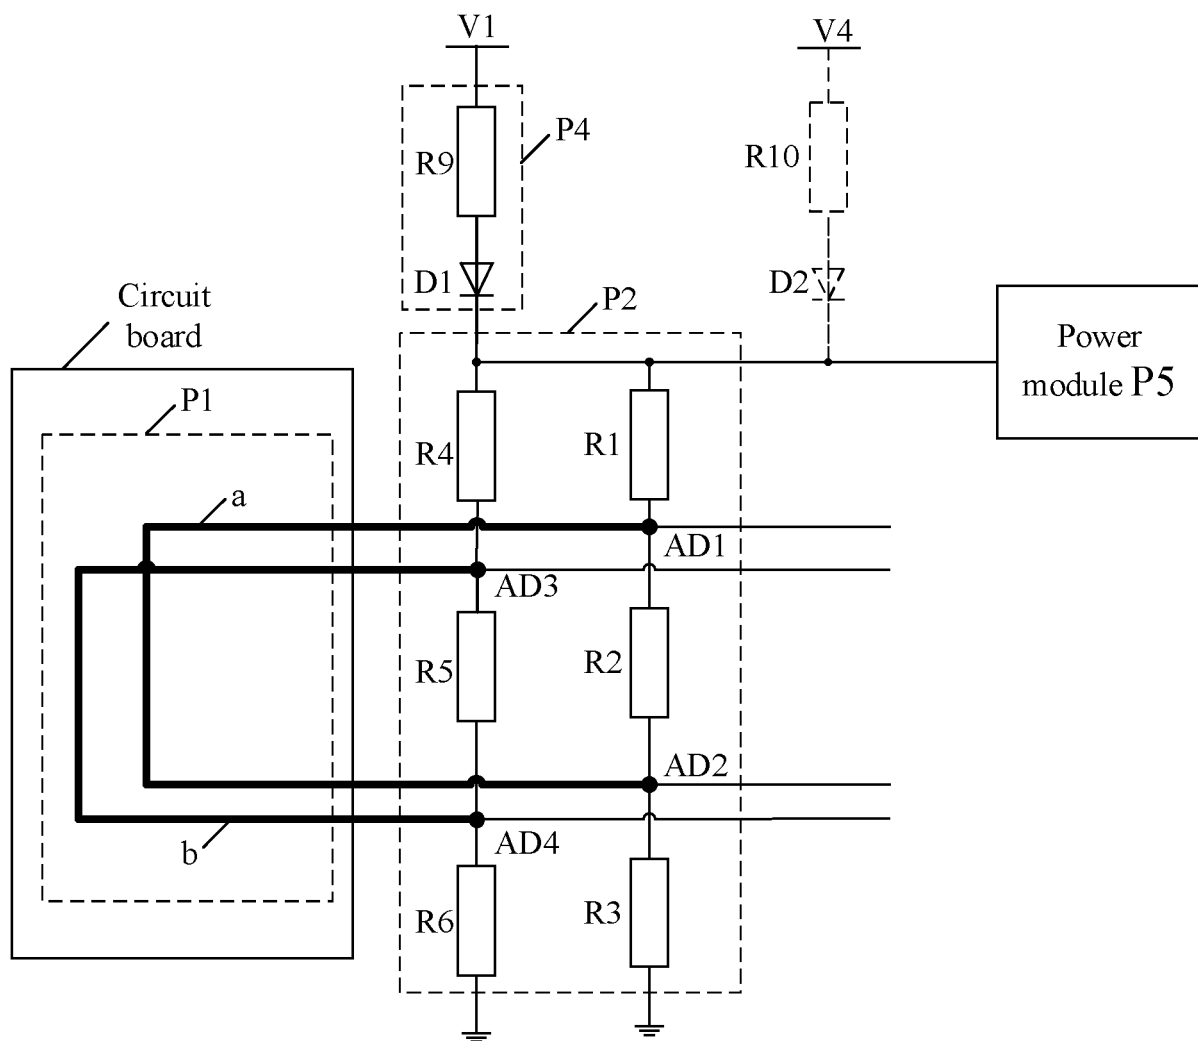 V1
V4
P4
R9
R10
D1
D2
Circuit
board
P2
Power
module P5
P1
R4
R1
a
AD1
AD3
R5
R2
AD2
b
AD4
R6
R3